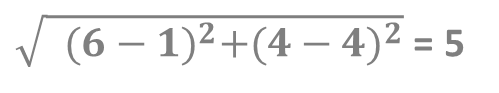 √(6 − 1)²+(4 − 4)² = 5